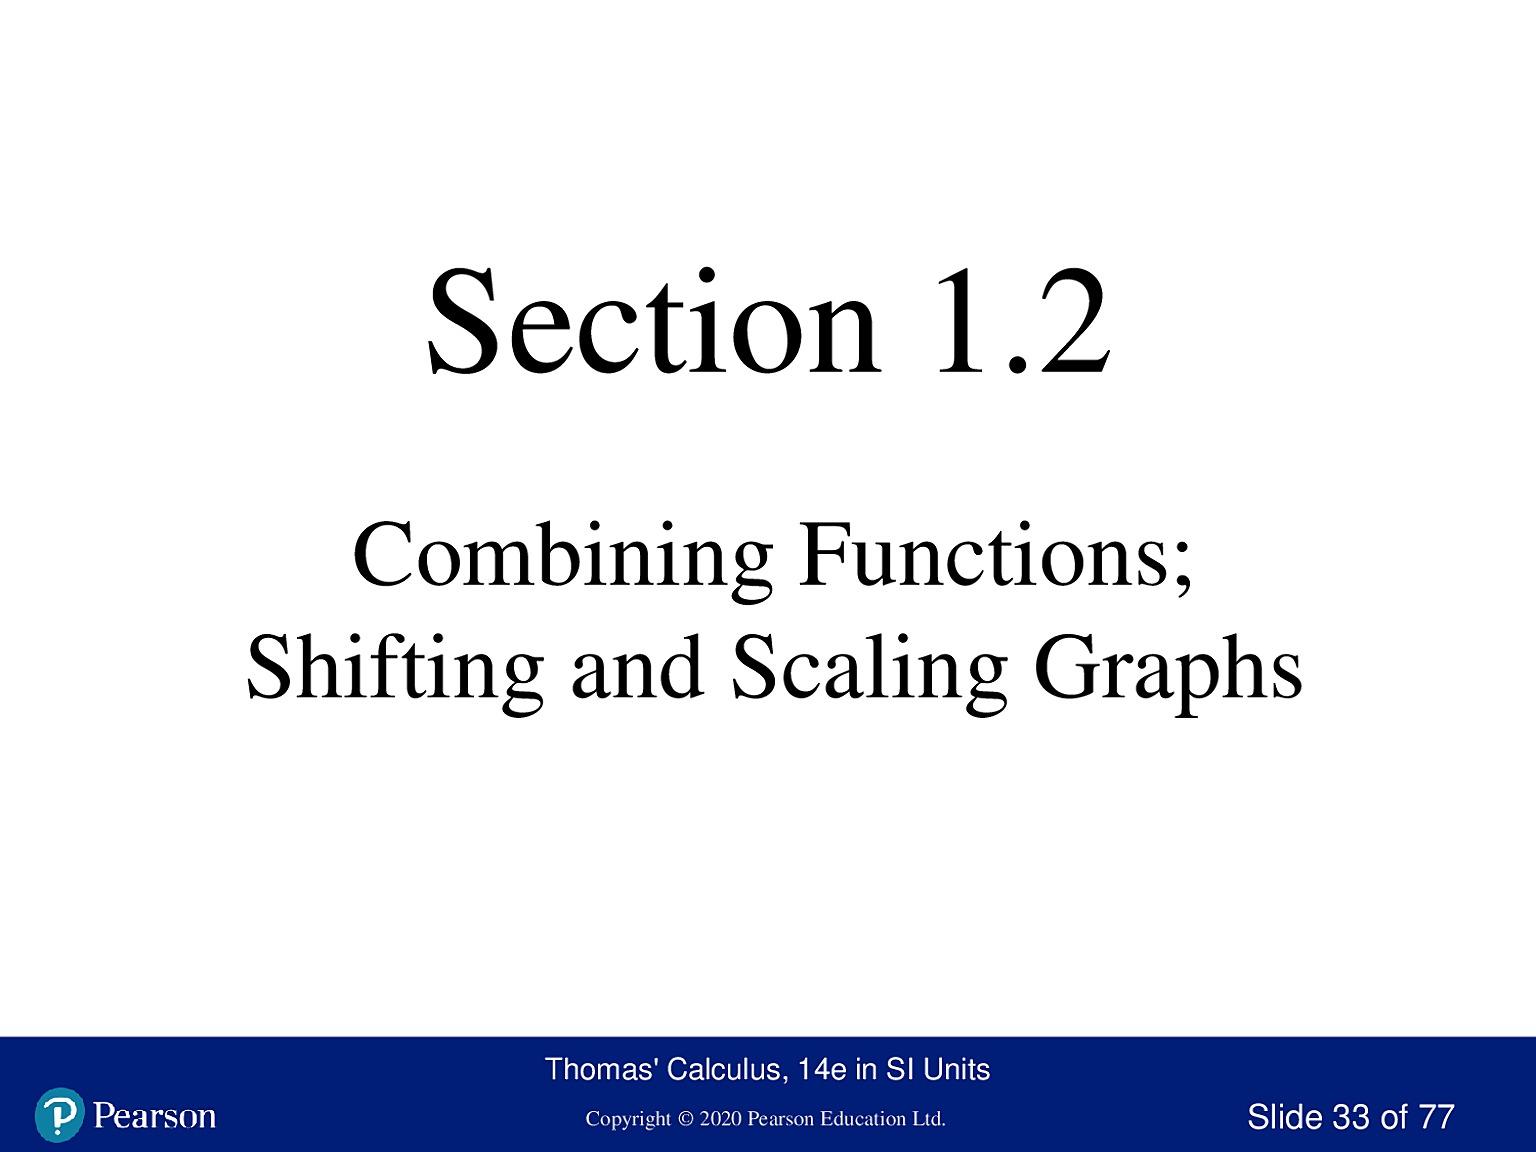 Section 1.2
Combining Functions;
Shifting and Scaling Graphs
Thomas' Calculus, 14e in SI Units
Pearson
Copyright © 2020 Pearson Education Ltd.
Slide 33 of 77